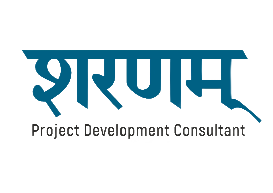 शरणम्
Project Development Consultant